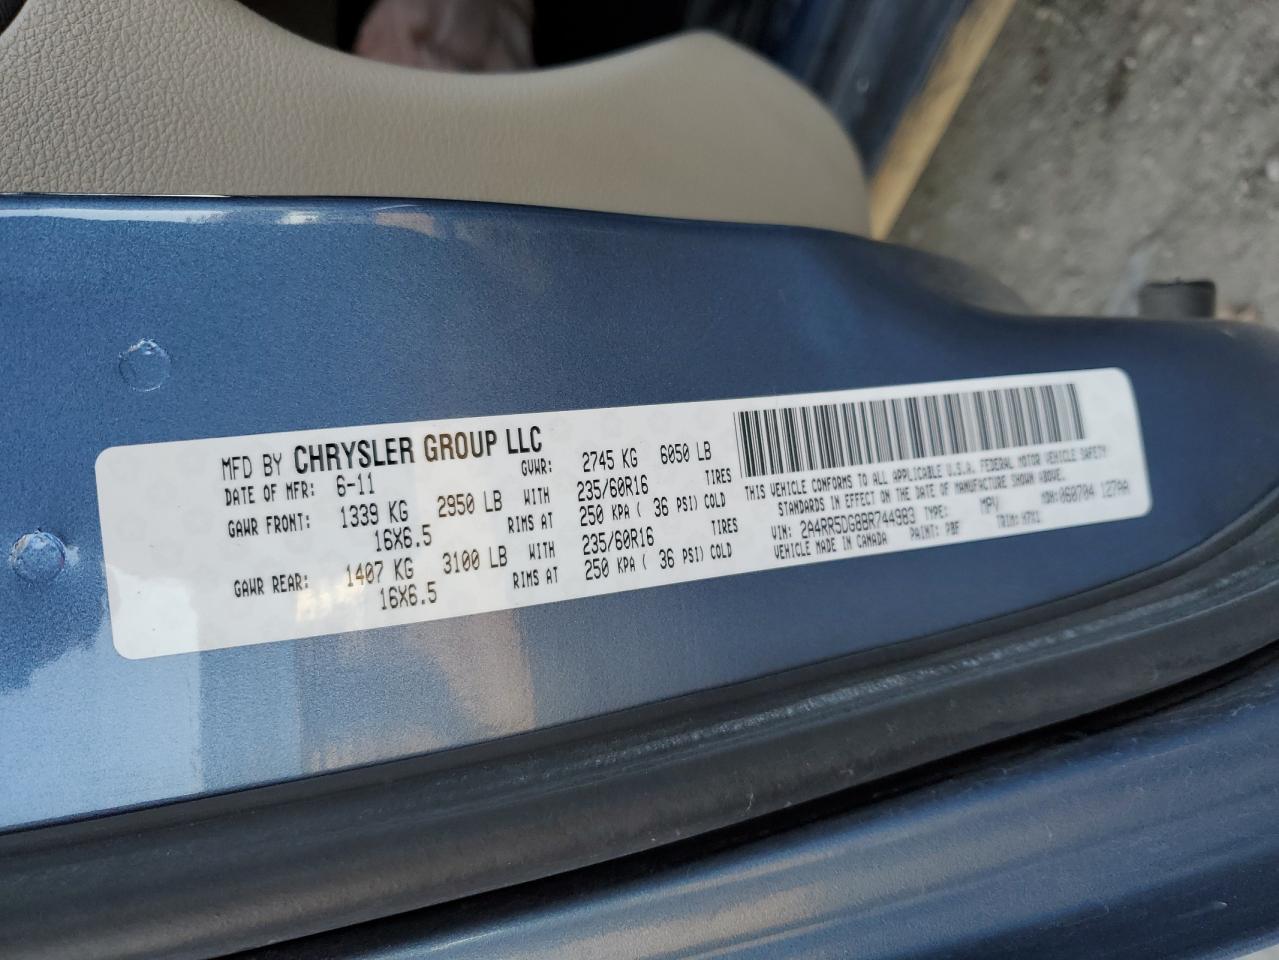 MFD BY CHRYSLER GROUP LLC
DATE OF MFR: 6-11 GVWR: 2745 KG 6050 LB
GAWR FRONT: 1339 KG 2950 LB WITH 235/60R16 TIRES
16X6.5 RIMS AT 250 KPA ( 36 PSI) COLD
GAWR REAR: 1407 KG 3100 LB WITH 235/60R16 TIRES
16X6.5 RIMS AT 250 KPA ( 36 PSI) COLD
THIS VEHICLE CONFORMS TO ALL APPLICABLE U.S.A. FEDERAL MOTOR VEHICLE SAFETY
STANDARDS IN EFFECT ON THE DATE OF MANUFACTURE SHOWN ABOVE.
VIN: 2A4RR5DG8BR744983 TYPE: MPV MDH: 060704 127AA
VEHICLE MADE IN CANADA PAINT: PBF TRIM: